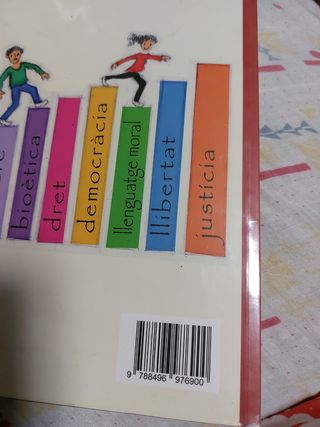 bioètica
dret
democràcia
llenguatge moral
llibertat
justícia
9 788496 976900